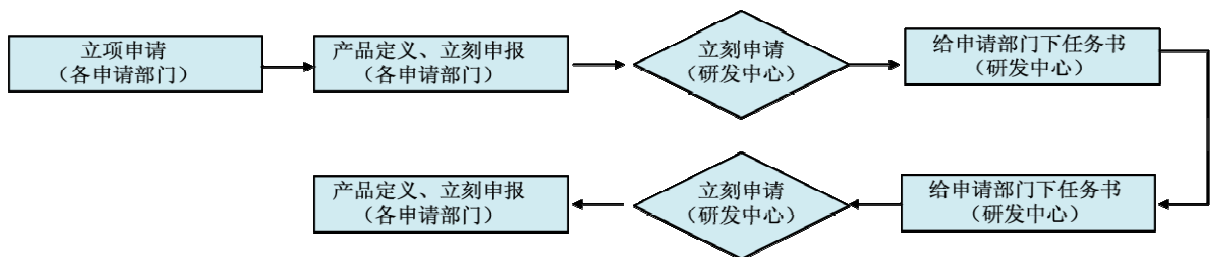 立项申请
（各申请部门）
产品定义、立刻申报
（各申请部门）
立刻申请
（研发中心）
给申请部门下任务书
（研发中心）
给申请部门下任务书
（研发中心）
立刻申请
（研发中心）
产品定义、立刻申报
（各申请部门）